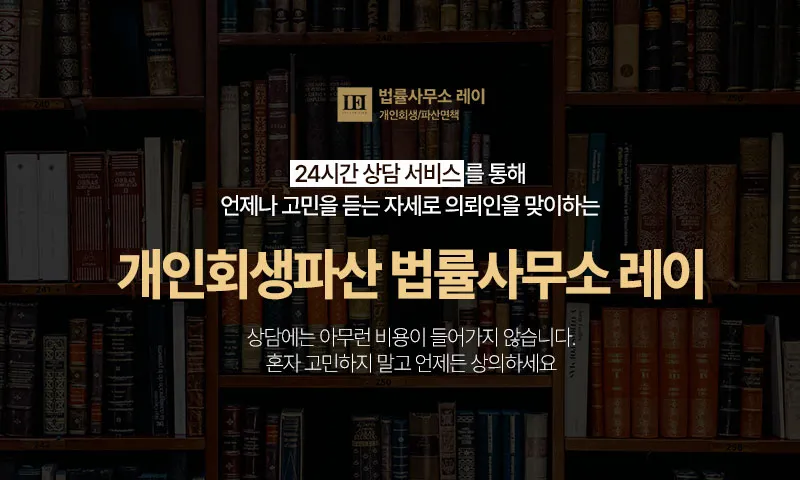 법률사무소 레이
개인회생/파산면책
24시간 상담 서비스를 통해
언제나 고민을 듣는 자세로 의뢰인을 맞이하는
개인회생파산 법률사무소 레이
상담에는 아무런 비용이 들어가지 않습니다.
혼자 고민하지 말고 언제든 상의하세요